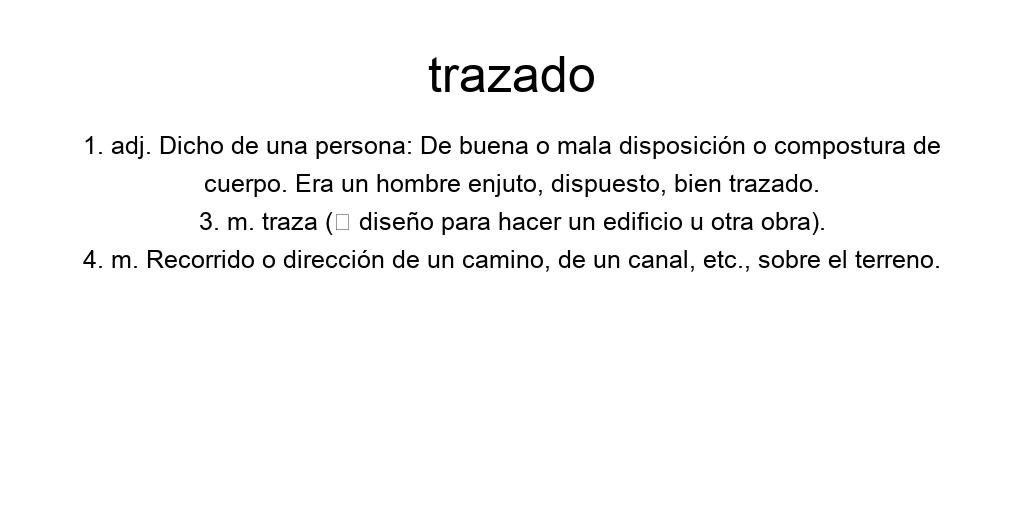 trazado
1. adj. Dicho de una persona: De buena o mala disposición o compostura de
cuerpo. Era un hombre enjuto, dispuesto, bien trazado.
3. m. traza (□ diseño para hacer un edificio u otra obra).
4. m. Recorrido o dirección de un camino, de un canal, etc., sobre el terreno.